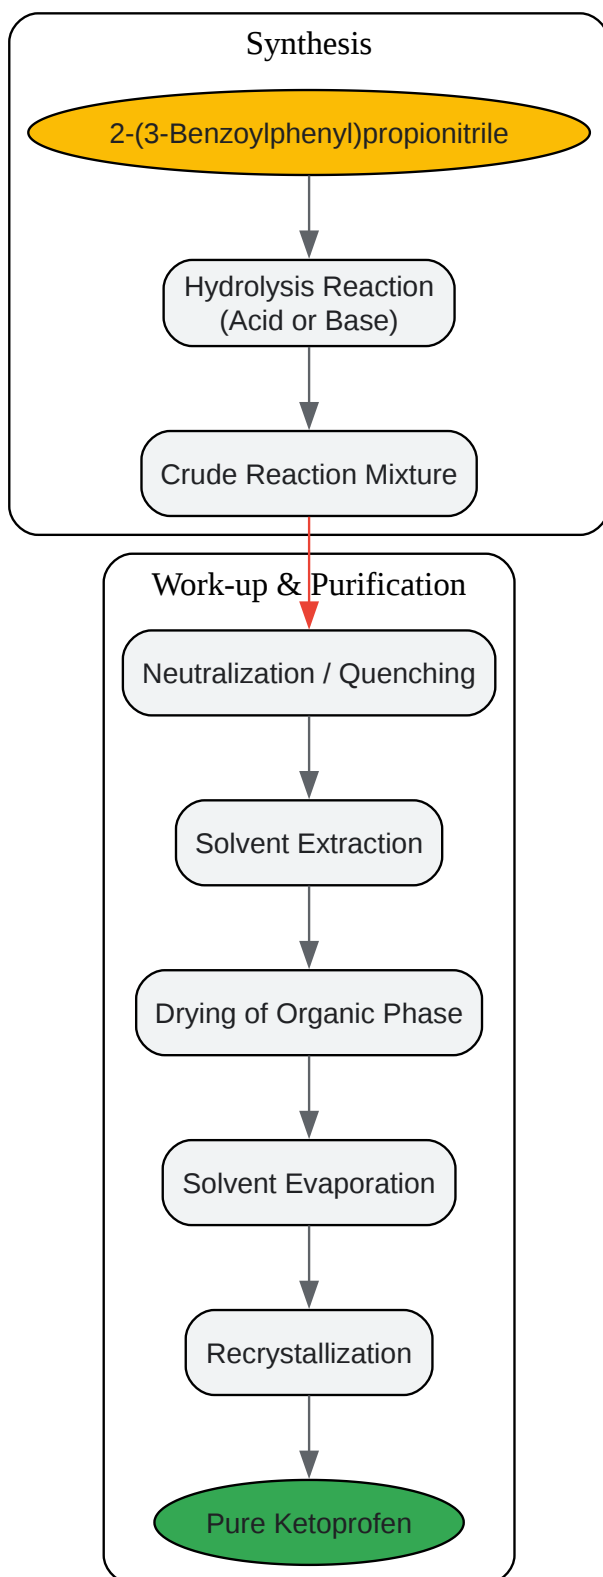 Synthesis
2-(3-Benzoylphenyl)propionitrile
Hydrolysis Reaction
(Acid or Base)
Crude Reaction Mixture
Work-up & Purification
Neutralization / Quenching
Solvent Extraction
Drying of Organic Phase
Solvent Evaporation
Recrystallization
Pure Ketoprofen